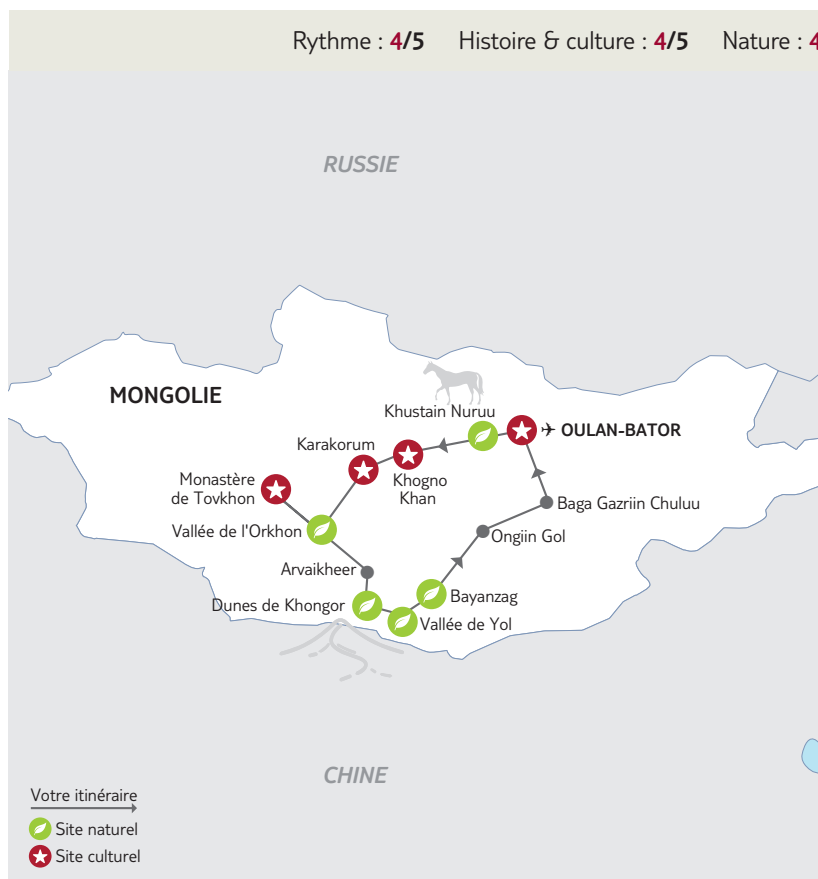 Rythme : 4/5 Histoire & culture : 4/5 Nature : 4
RUSSIE
MONGOLIE
Khustain Nuruu
OULAN-BATOR
Karakorum
Khogno
Khan
Monastère
de Tovkhon
Baga Gazriin Chuluu
Vallée de l'Orkhon
Ongiin Gol
Arvaikheer
Dunes de Khongor
Bayanzag
Vallée de Yol
CHINE
Votre itinéraire
Site naturel
Site culturel